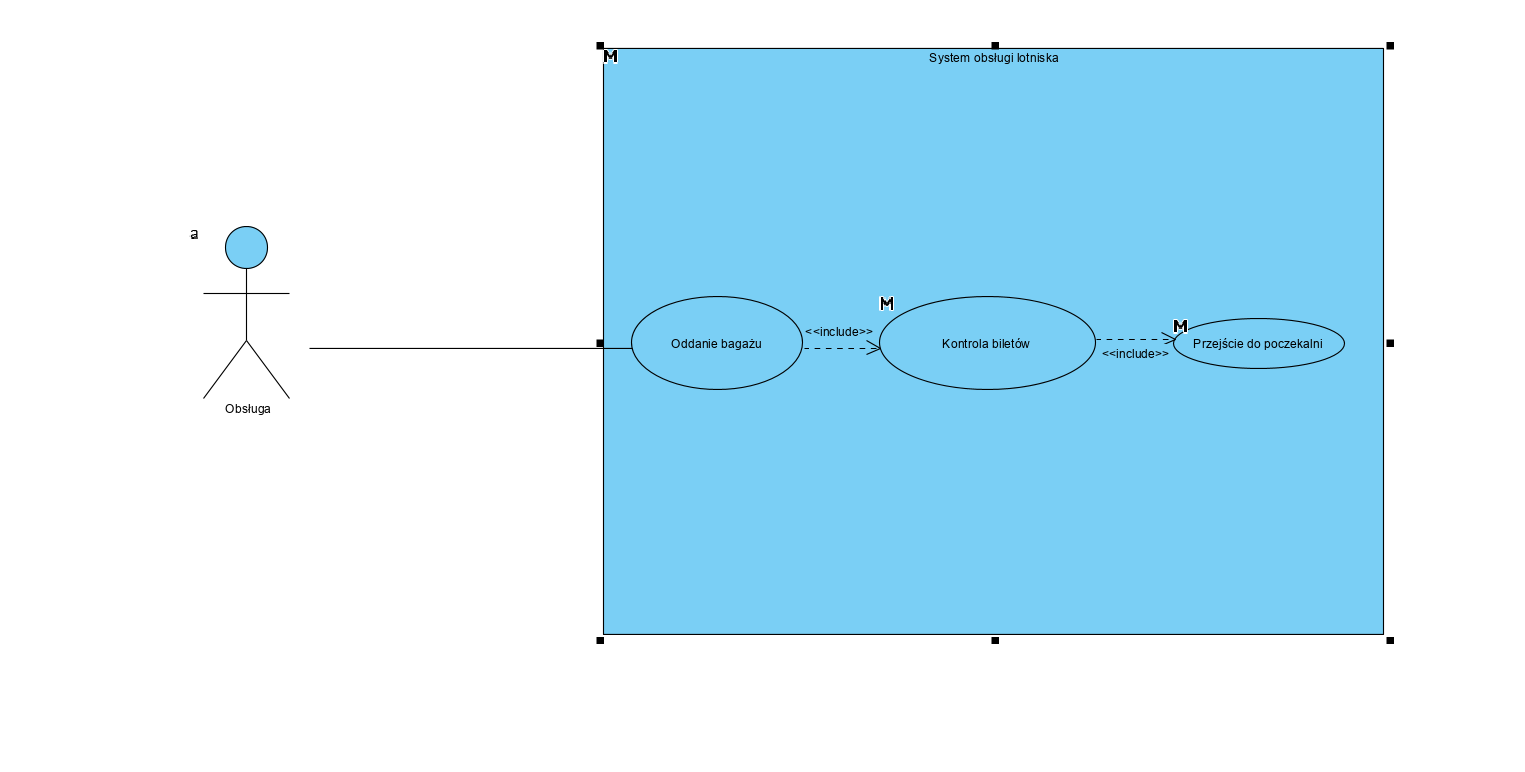 M
System obsługi lotniska
a
Obsługa
Oddanie bagażu
<<include>>
M
Kontrola biletów
<<include>>
M
Przejście do poczekalni